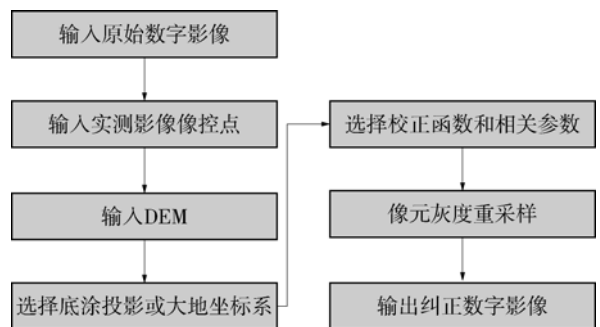 输入原始数字影像
输入实测影像像控点
输入DEM
选择底涂投影或大地坐标系
选择校正函数和相关参数
像元灰度重采样
输出纠正数字影像